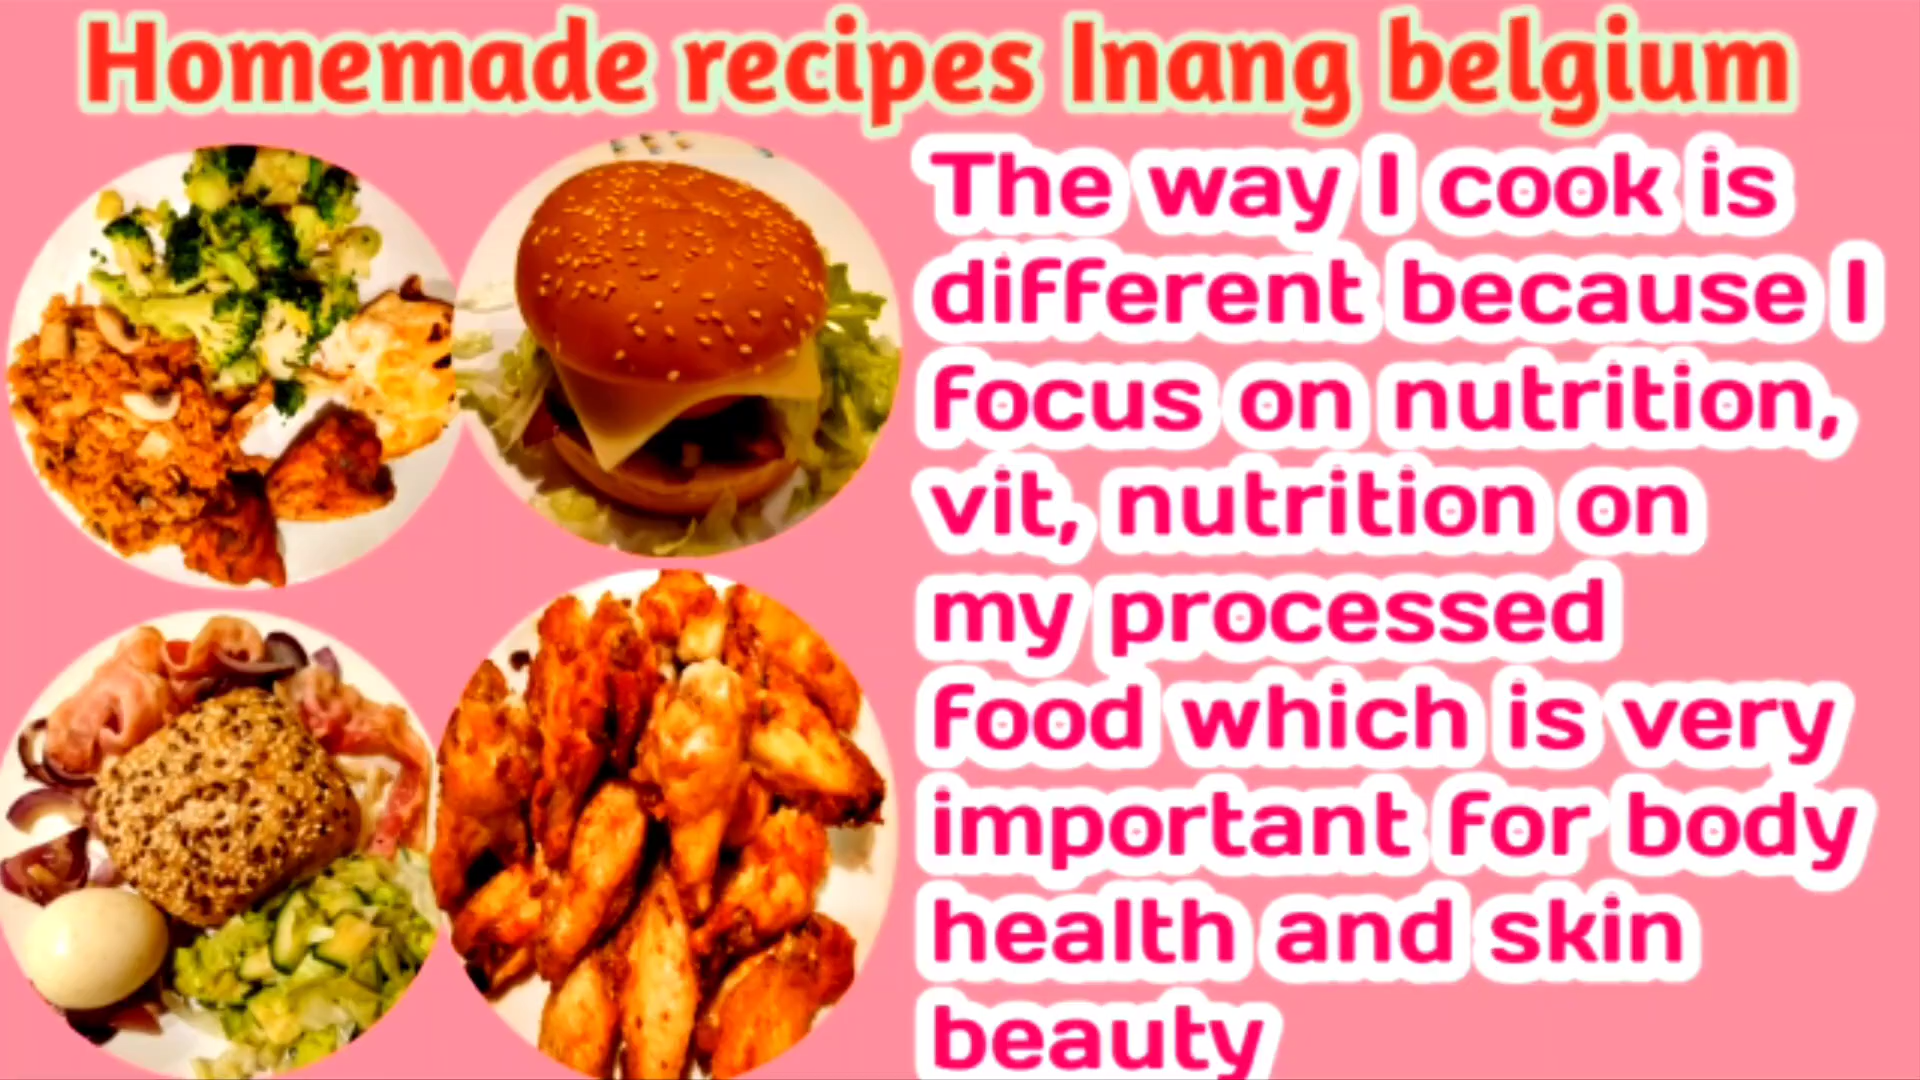 Homemade recipes Inang belgium
The way I cook is
different because I
focus on nutrition,
vit, nutrition on
my processed
food which is very
important for body
health and skin
beauty